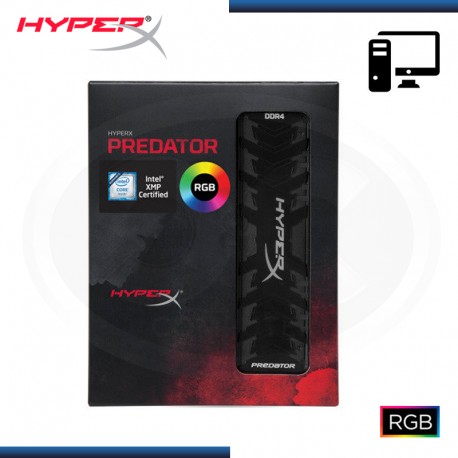 HYPERX
DDR4
HYPERX
PREDATOR
Intel®
XMP
Certified
RGB
HYPERX
HYPERX
PREDATOR
RGB